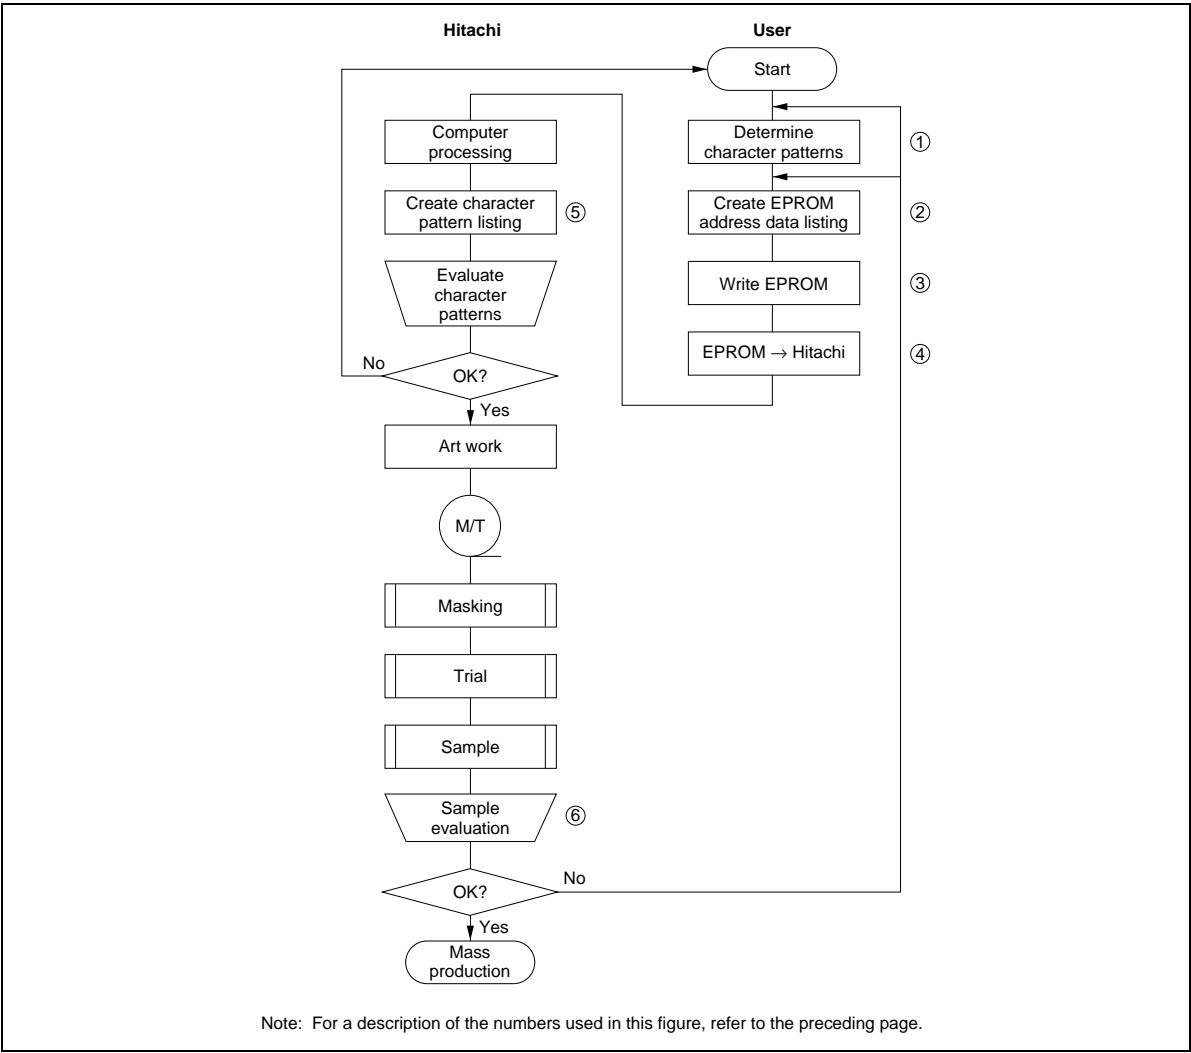 Hitachi
User
Start
Determine
character patterns
①
Create EPROM
address data listing
②
Write EPROM
③
EPROM → Hitachi
④
Computer
processing
Create character
pattern listing
⑤
Evaluate
character
patterns
No
OK?
Yes
Art work
M/T
Masking
Trial
Sample
Sample
evaluation
⑥
OK?
No
Yes
Mass
production
Note: For a description of the numbers used in this figure, refer to the preceding page.